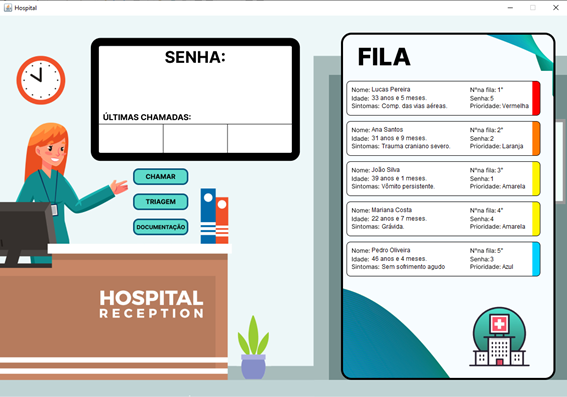 Hospital
SENHA:
ÚLTIMAS CHAMADAS:
CHAMAR
TRIAGEM
DOCUMENTAÇÃO
HOSPITAL
RECEPTION
FILA
Nome: Lucas Pereira Nºna fila: 1°
Idade: 33 anos e 5 meses. Senha: 5
Sintomas: Comp. das vias aéreas. Prioridade: Vermelha
Nome: Ana Santos Nºna fila: 2°
Idade: 31 anos e 9 meses. Senha: 2
Sintomas: Trauma craniano severo. Prioridade: Laranja
Nome: João Silva Nºna fila: 3°
Idade: 39 anos e 1 meses. Senha: 1
Sintomas: Vômito persistente. Prioridade: Amarela
Nome: Mariana Costa Nºna fila: 4°
Idade: 22 anos e 7 meses. Senha: 4
Sintomas: Grávida. Prioridade: Amarela
Nome: Pedro Oliveira Nºna fila: 5°
Idade: 46 anos e 4 meses. Senha: 3
Sintomas: Sem sofrimento agudo Prioridade: Azul